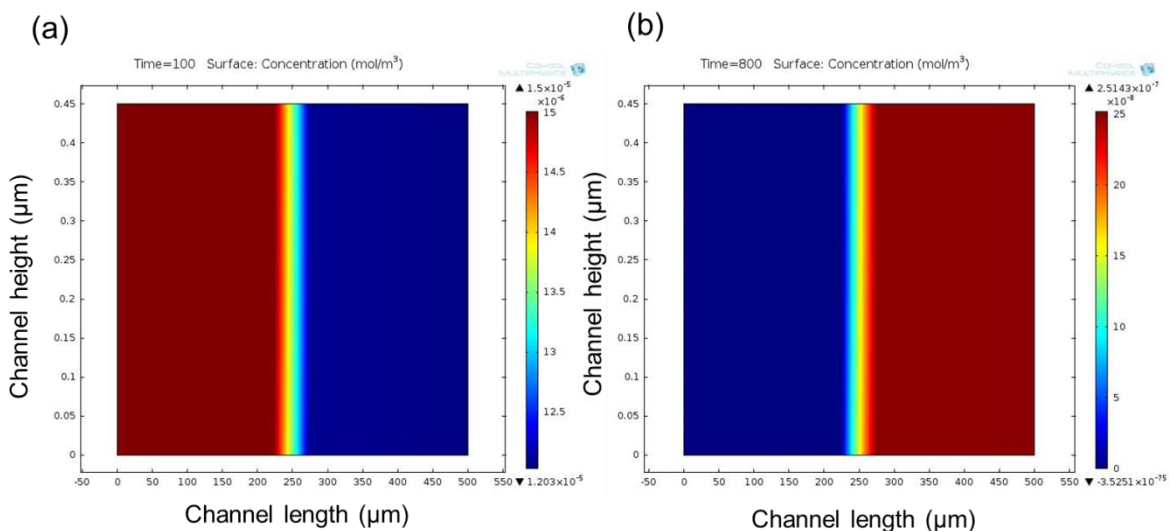 (a)
Time=100 Surface: Concentration (mol/m³)
COMSOL
MULTIPHYSICS
▲ 1.5×10⁻⁵
×10⁻⁶
15
14.5
14
13.5
13
12.5
▼ 1.203×10⁻⁵
0.45
0.4
0.35
0.3
0.25
0.2
0.15
0.1
0.05
0
-50 0 50 100 150 200 250 300 350 400 450 500 550
Channel height (µm)
Channel length (µm)
(b)
Time=800 Surface: Concentration (mol/m³)
COMSOL
MULTIPHYSICS
▲ 2.5143×10⁻⁷
×10⁻⁸
25
20
15
10
5
0
▼ -3.5251×10⁻⁷⁵
0.45
0.4
0.35
0.3
0.25
0.2
0.15
0.1
0.05
0
-50 0 50 100 150 200 250 300 350 400 450 500 550
Channel height (µm)
Channel length (µm)